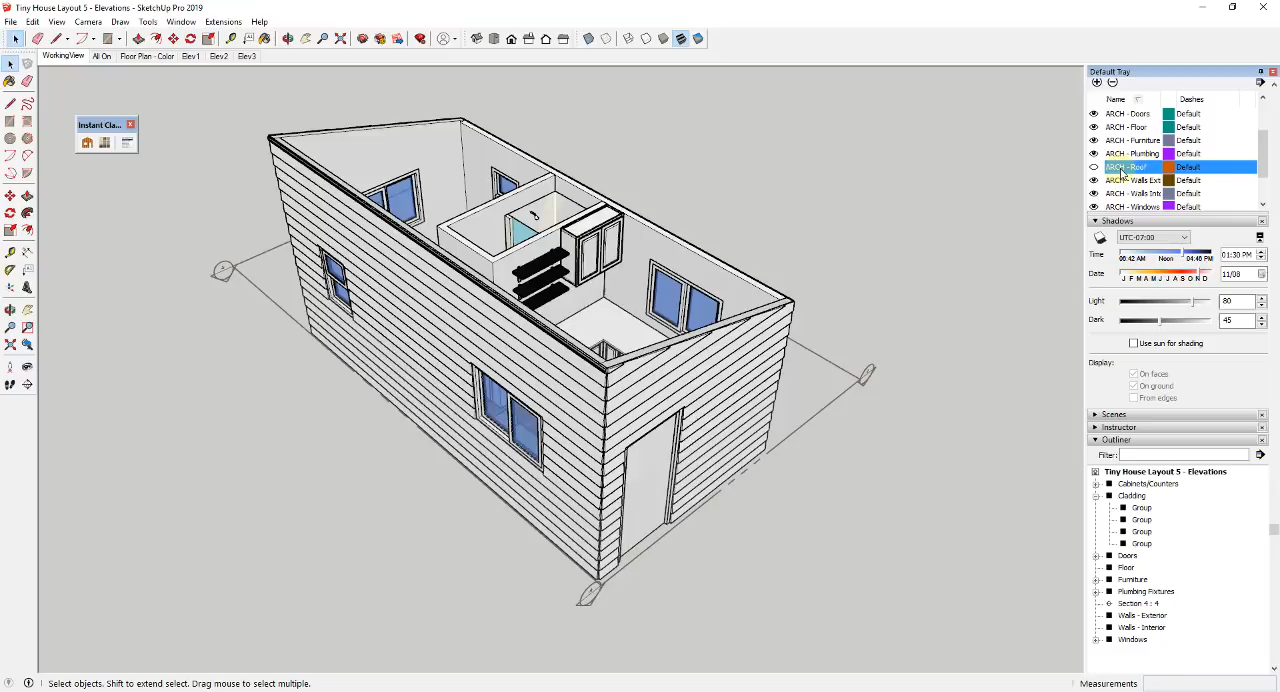 Tiny House Layout 5 - Elevations - SketchUp Pro 2019
File Edit View Camera Draw Tools Window Extensions Help
WorkingView All On Floor Plan - Color Elev1 Elev2 Elev3
Instant Cla...
Default Tray
Name Dashes
ARCH - Doors Default
ARCH - Floor Default
ARCH - Furniture Default
ARCH - Plumbing Default
ARCH - Roof Default
ARCH - Walls Ext Default
ARCH - Walls Int Default
ARCH - Windows Default
Shadows
UTC-07:00
Time 06:42 AM Noon 04:46 PM 01:30 PM
Date J F M A M J J A S O N D 11/08
Light 80
Dark 45
Use sun for shading
Display:
On faces
On ground
From edges
Scenes
Instructor
Outliner
Filter:
Tiny House Layout 5 - Elevations
Cabinets/Counters
Cladding
Group
Group
Group
Group
Doors
Floor
Furniture
Plumbing Fixtures
Section 4 : 4
Walls - Exterior
Walls - Interior
Windows
Select objects. Shift to extend select. Drag mouse to select multiple.
Measurements